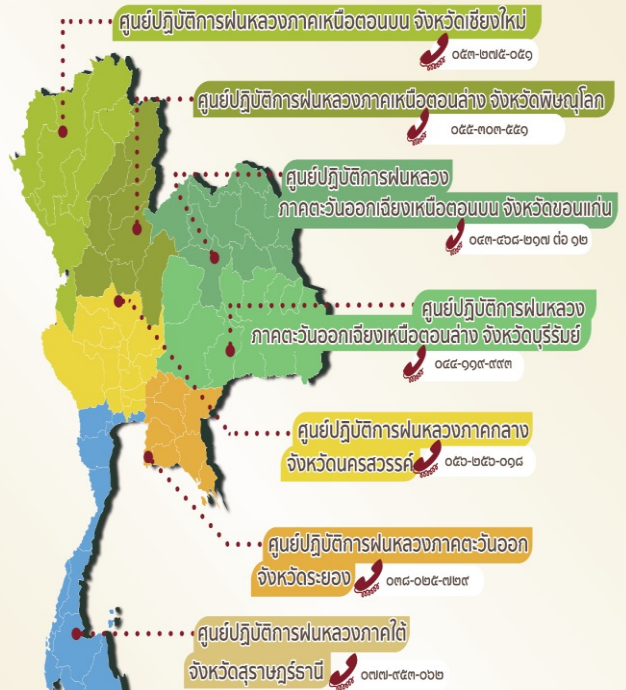 ศูนย์ปฏิบัติการฝนหลวงภาคเหนือตอนบน จังหวัดเชียงใหม่
๐๕๓-๒๗๕-๐๕๑
ศูนย์ปฏิบัติการฝนหลวงภาคเหนือตอนล่าง จังหวัดพิษณุโลก
๐๕๕-๓๐๓-๕๕๑
ศูนย์ปฏิบัติการฝนหลวง
ภาคตะวันออกเฉียงเหนือตอนบน จังหวัดขอนแก่น
๐๔๓-๔๖๘-๒๑๗ ต่อ ๑๒
ศูนย์ปฏิบัติการฝนหลวง
ภาคตะวันออกเฉียงเหนือตอนล่าง จังหวัดบุรีรัมย์
๐๔๔-๑๑๙-๙๙๓
ศูนย์ปฏิบัติการฝนหลวงภาคกลาง
จังหวัดนครสวรรค์
๐๕๖-๒๕๖-๐๑๘
ศูนย์ปฏิบัติการฝนหลวงภาคตะวันออก
จังหวัดระยอง
๐๓๘-๐๒๕-๗๒๙
ศูนย์ปฏิบัติการฝนหลวงภาคใต้
จังหวัดสุราษฎร์ธานี
๐๗๗-๙๕๓-๐๖๒